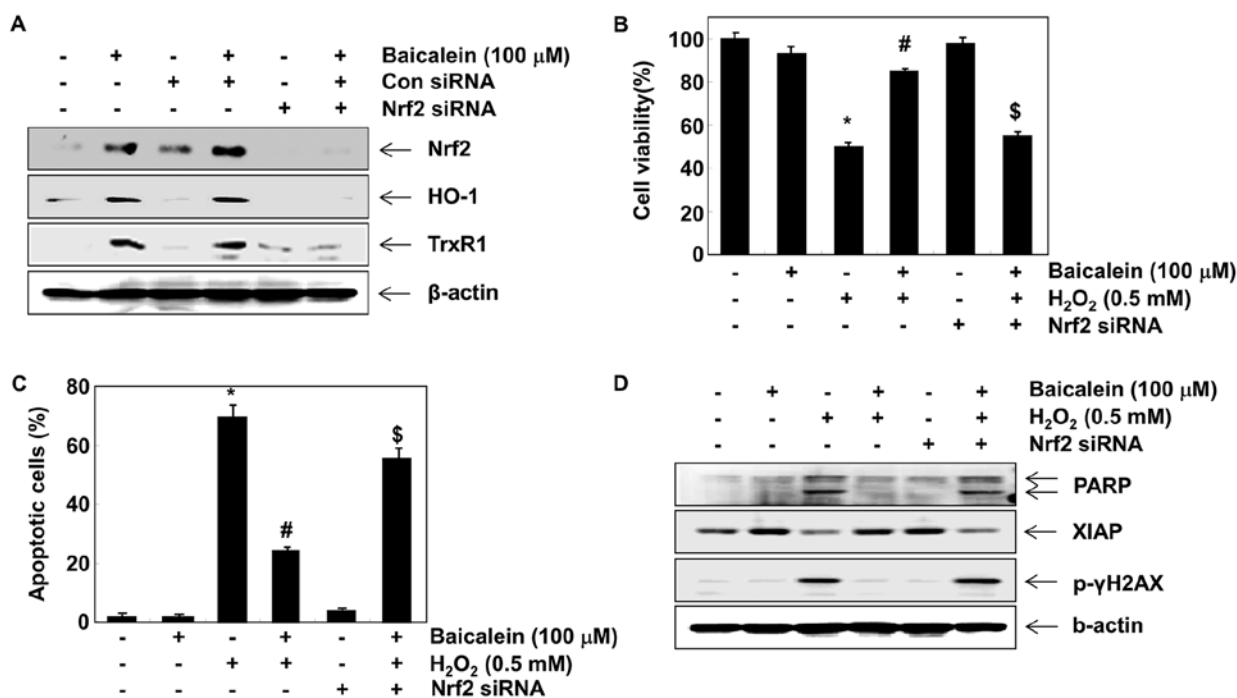 A
- + - + - - Baicalein (100 μM)
- - + + - + Con siRNA
- - - - + + Nrf2 siRNA
Nrf2
HO-1
TrxR1
β-actin
B
Cell viability(%)
100
80
60
40
20
0
*
#
$
- + - + - + Baicalein (100 μM)
- - + + - + H₂O₂ (0.5 mM)
- - - - + + Nrf2 siRNA
C
Apoptotic cells (%)
80
60
40
20
0
*
#
$
- + - + - + Baicalein (100 μM)
- - + + - + H₂O₂ (0.5 mM)
- - - - + + Nrf2 siRNA
D
- + - + - + Baicalein (100 μM)
- - + + - + H₂O₂ (0.5 mM)
- - - - + + Nrf2 siRNA
PARP
XIAP
p-γH2AX
b-actin